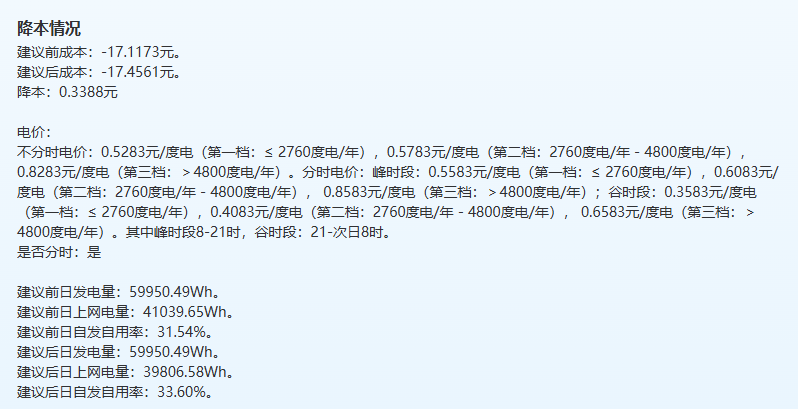 降本情况
建议前成本：-17.1173元。
建议后成本：-17.4561元。
降本：0.3388元
电价：
不分时电价：0.5283元/度电（第一档：≤ 2760度电/年），0.5783元/度电（第二档：2760度电/年 - 4800度电/年），
0.8283元/度电（第三档：＞4800度电/年）。分时电价：峰时段：0.5583元/度电（第一档：≤ 2760度电/年），0.6083元/
度电（第二档：2760度电/年 - 4800度电/年）， 0.8583元/度电（第三档：＞4800度电/年）；谷时段：0.3583元/度电
（第一档：≤ 2760度电/年），0.4083元/度电（第二档：2760度电/年 - 4800度电/年）， 0.6583元/度电（第三档：＞
4800度电/年）。其中峰时段8-21时，谷时段：21-次日8时。
是否分时：是
建议前日发电量：59950.49Wh。
建议前日上网电量：41039.65Wh。
建议前日自发自用率：31.54%。
建议后日发电量：59950.49Wh。
建议后日上网电量：39806.58Wh。
建议后日自发自用率：33.60%。